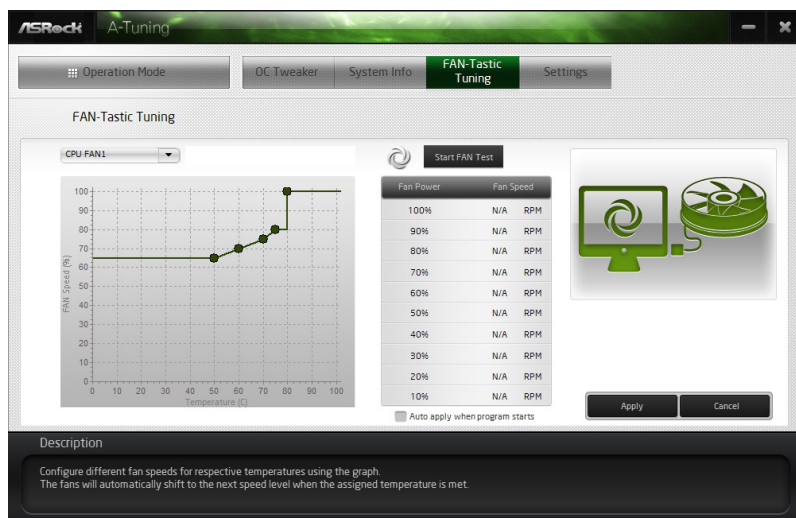 ASRock A-Tuning
Operation Mode
OC Tweaker
System Info
FAN-Tastic
Tuning
Settings
FAN-Tastic Tuning
CPU FAN1
Start FAN Test
FAN Speed (%)
100
90
80
70
60
50
40
30
20
10
0
0 10 20 30 40 50 60 70 80 90 100
Temperature (C)
Fan Power Fan Speed
100% N/A RPM
90% N/A RPM
80% N/A RPM
70% N/A RPM
60% N/A RPM
50% N/A RPM
40% N/A RPM
30% N/A RPM
20% N/A RPM
10% N/A RPM
Auto apply when program starts
Apply
Cancel
Description
Configure different fan speeds for respective temperatures using the graph.
The fans will automatically shift to the next speed level when the assigned temperature is met.